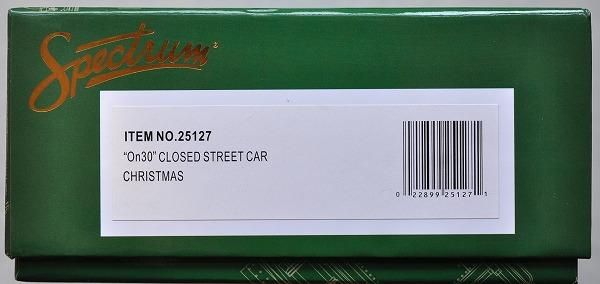 Spectrum
ITEM NO.25127
“On30” CLOSED STREET CAR
CHRISTMAS
0 22899 25127 1